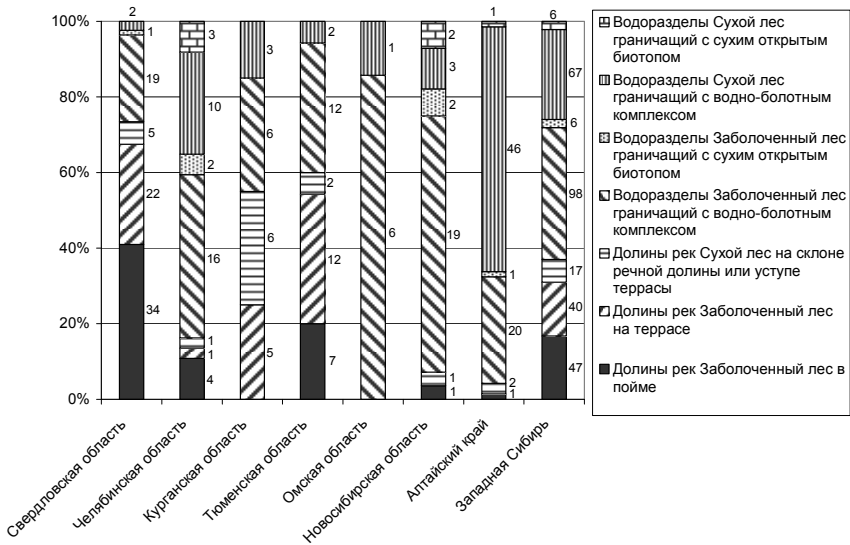 100%
80%
60%
40%
20%
0%
2
1
19
5
22
34
3
10
2
16
1
1
4
3
6
6
5
2
12
2
12
7
1
6
2
3
2
19
1
1
1
46
1
20
2
1
6
67
6
98
17
40
47
Свердловская область
Челябинская область
Курганская область
Тюменская область
Омская область
Новосибирская область
Алтайский край
Западная Сибирь
Водоразделы Сухой лес
граничащий с сухим открытым
биотопом
Водоразделы Сухой лес
граничащий с водно-болотным
комплексом
Водоразделы Заболоченный лес
граничащий с сухим открытым
биотопом
Водоразделы Заболоченный лес
граничащий с водно-болотным
комплексом
Долины рек Сухой лес на склоне
речной долины или уступе
террасы
Долины рек Заболоченный лес
на террасе
Долины рек Заболоченный лес в
пойме